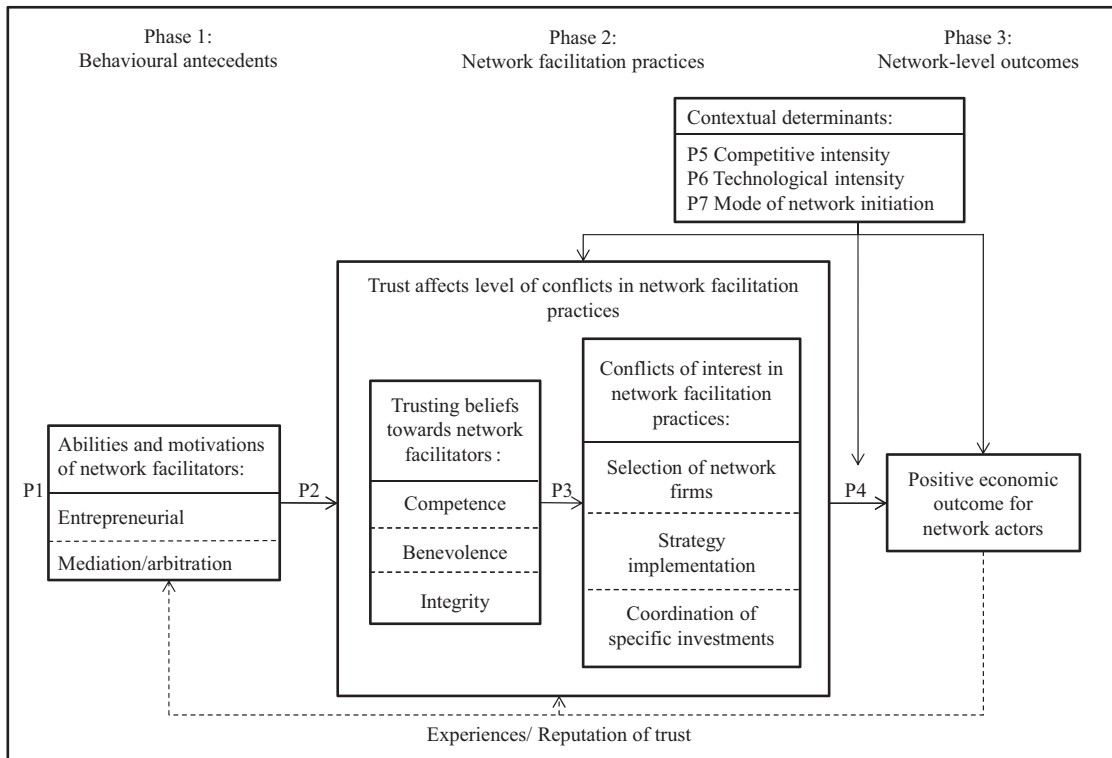 Phase 1:
Behavioural antecedents
Phase 2:
Network facilitation practices
Phase 3:
Network-level outcomes
Contextual determinants:
P5 Competitive intensity
P6 Technological intensity
P7 Mode of network initiation
Trust affects level of conflicts in network facilitation
practices
P1
Abilities and motivations
of network facilitators:
Entrepreneurial
Mediation/arbitration
P2
Trusting beliefs
towards network
facilitators :
Competence
Benevolence
Integrity
P3
Conflicts of interest in
network facilitation
practices:
Selection of network
firms
Strategy
implementation
Coordination of
specific investments
P4
Positive economic
outcome for
network actors
Experiences/ Reputation of trust